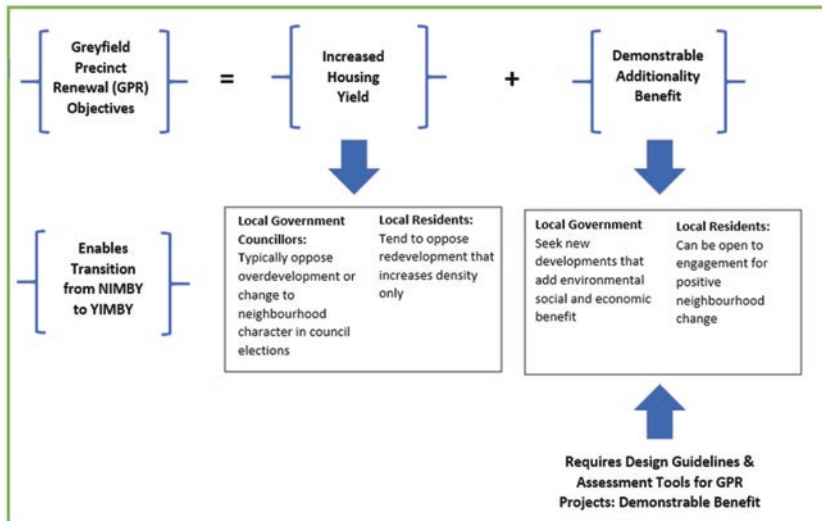 Greyfield
Precinct
Renewal (GPR)
Objectives
=
Increased
Housing
Yield
+
Demonstrable
Additionality
Benefit
Enables
Transition
from NIMBY
to YIMBY
Local Government
Councillors:
Typically oppose
overdevelopment or
change to
neighbourhood
character in council
elections
Local Residents:
Tend to oppose
redevelopment that
increases density
only
Local Government
Seek new
developments that
add environmental
social and economic
benefit
Local Residents:
Can be open to
engagement for
positive
neighbourhood
change
Requires Design Guidelines &
Assessment Tools for GPR
Projects: Demonstrable Benefit